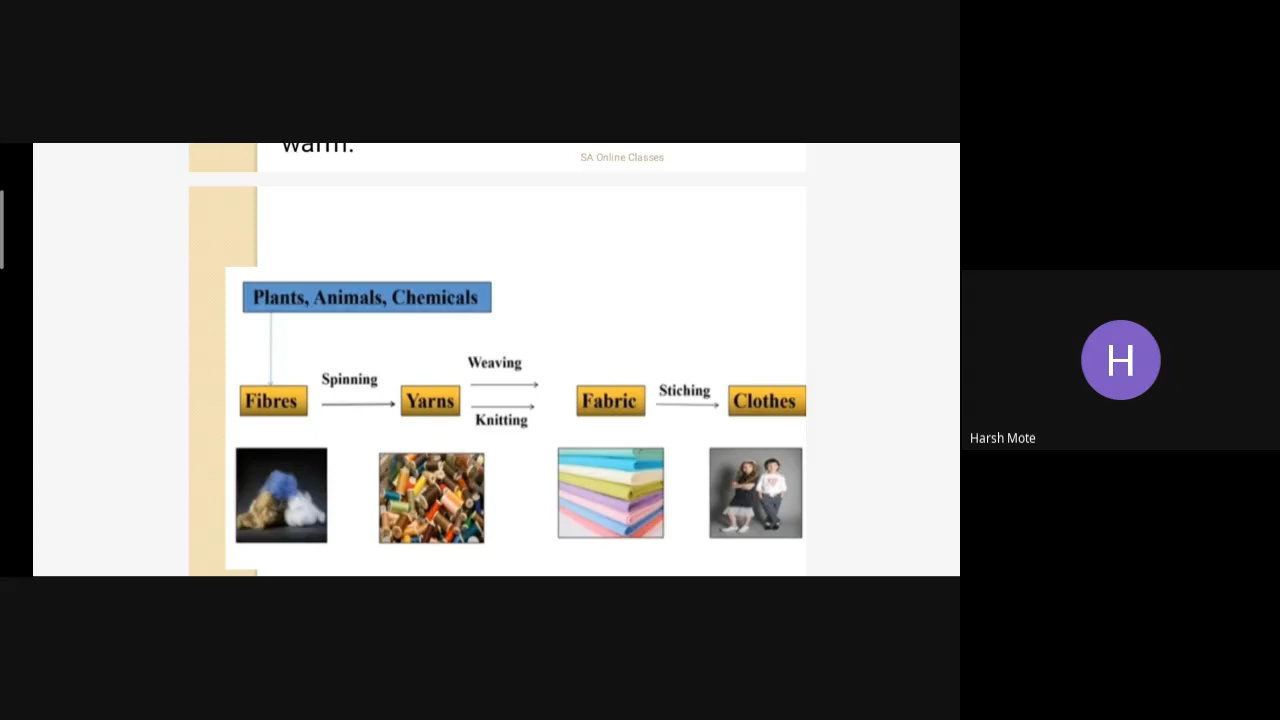 warm.
SA Online Classes
Plants, Animals, Chemicals
Weaving
Spinning
Stiching
Fibres
Yarns
Fabric
Clothes
Knitting
H
Harsh Mote